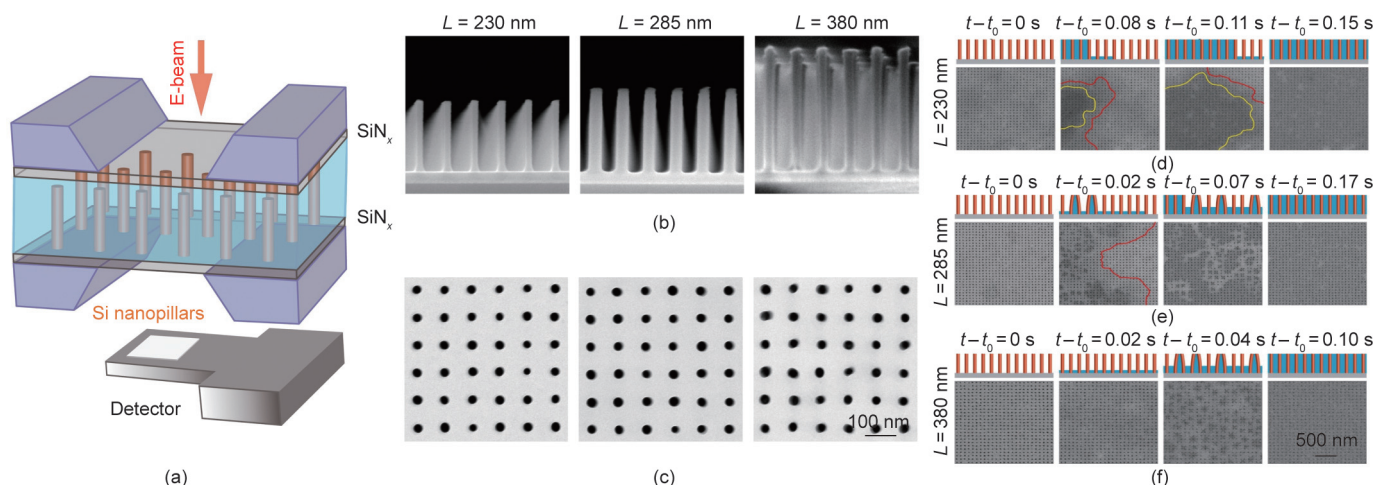 E-beam
SiNₓ
SiNₓ
Si nanopillars
Detector
(a)
L = 230 nm L = 285 nm L = 380 nm
(b)
100 nm
(c)
t – t₀ = 0 s t – t₀ = 0.08 s t – t₀ = 0.11 s t – t₀ = 0.15 s
L = 230 nm
(d)
t – t₀ = 0 s t – t₀ = 0.02 s t – t₀ = 0.07 s t – t₀ = 0.17 s
L = 285 nm
(e)
t – t₀ = 0 s t – t₀ = 0.02 s t – t₀ = 0.04 s t – t₀ = 0.10 s
L = 380 nm
500 nm
(f)